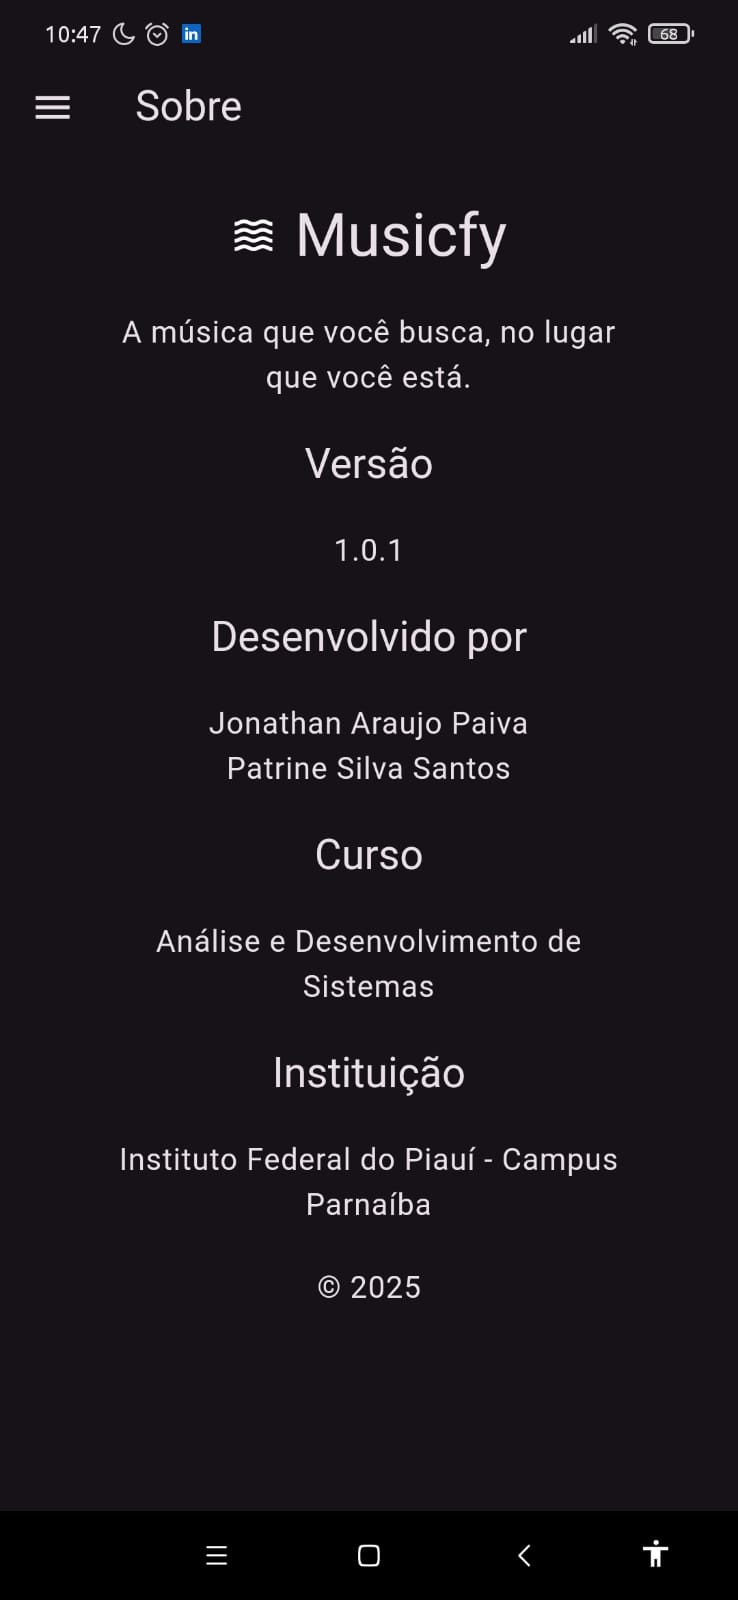 10:47
in
68
Sobre
Musicfy
A música que você busca, no lugar
que você está.
Versão
1.0.1
Desenvolvido por
Jonathan Araujo Paiva
Patrine Silva Santos
Curso
Análise e Desenvolvimento de
Sistemas
Instituição
Instituto Federal do Piauí - Campus
Parnaíba
© 2025